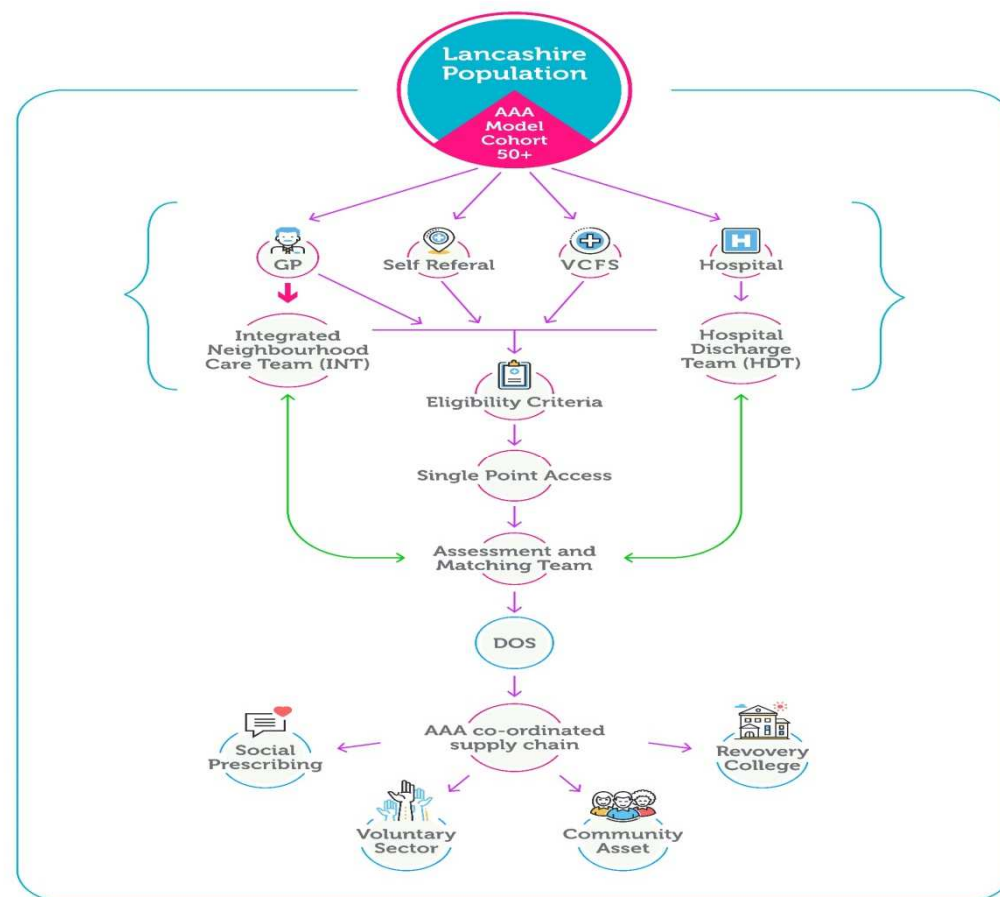 Lancashire
Population
AAA
Model
Cohort
50+
GP
Self Referal
VCFS
H
Hospital
Integrated
Neighbourhood
Care Team (INT)
Hospital
Discharge
Team (HDT)
Eligibility Criteria
Single Point Access
Assessment and
Matching Team
DOS
AAA co-ordinated
supply chain
Social
Prescribing
Revovery
College
Voluntary
Sector
Community
Asset